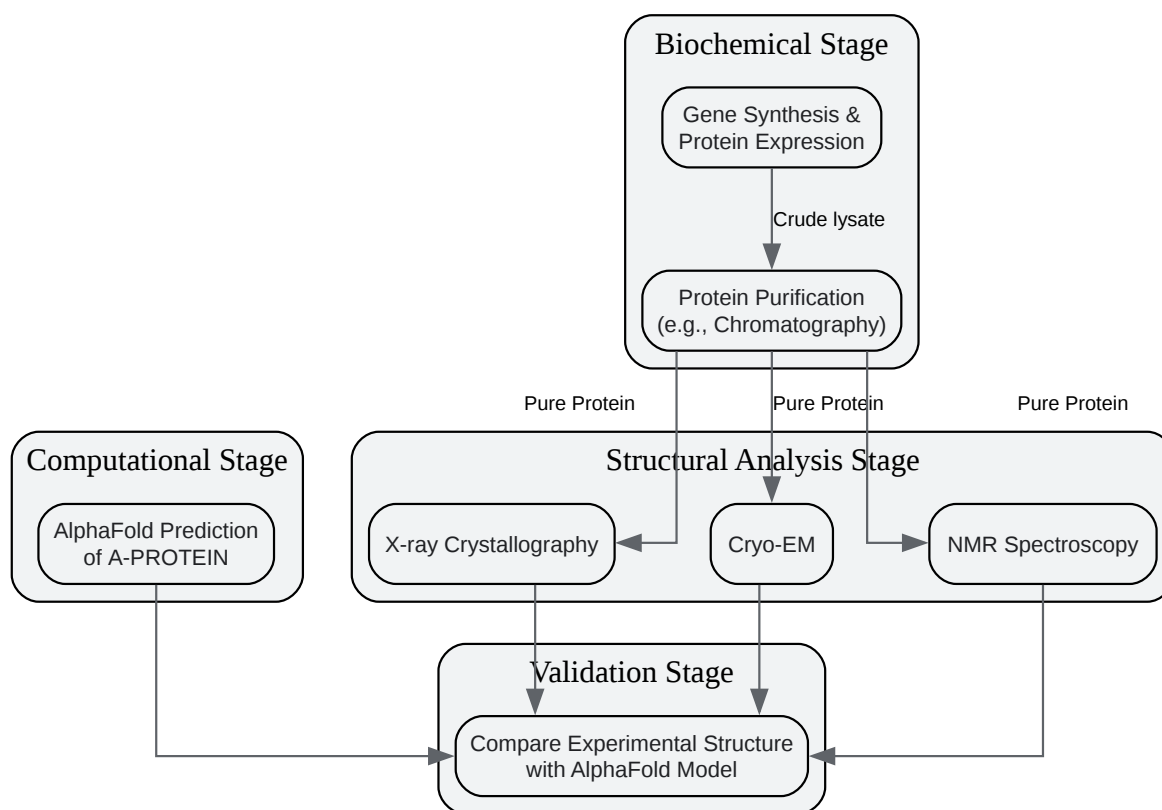 Biochemical Stage
Gene Synthesis &
Protein Expression
Crude lysate
Protein Purification
(e.g., Chromatography)
Pure Protein
Pure Protein
Pure Protein
Computational Stage
AlphaFold Prediction
of A-PROTEIN
Structural Analysis Stage
X-ray Crystallography
Cryo-EM
NMR Spectroscopy
Validation Stage
Compare Experimental Structure
with AlphaFold Model